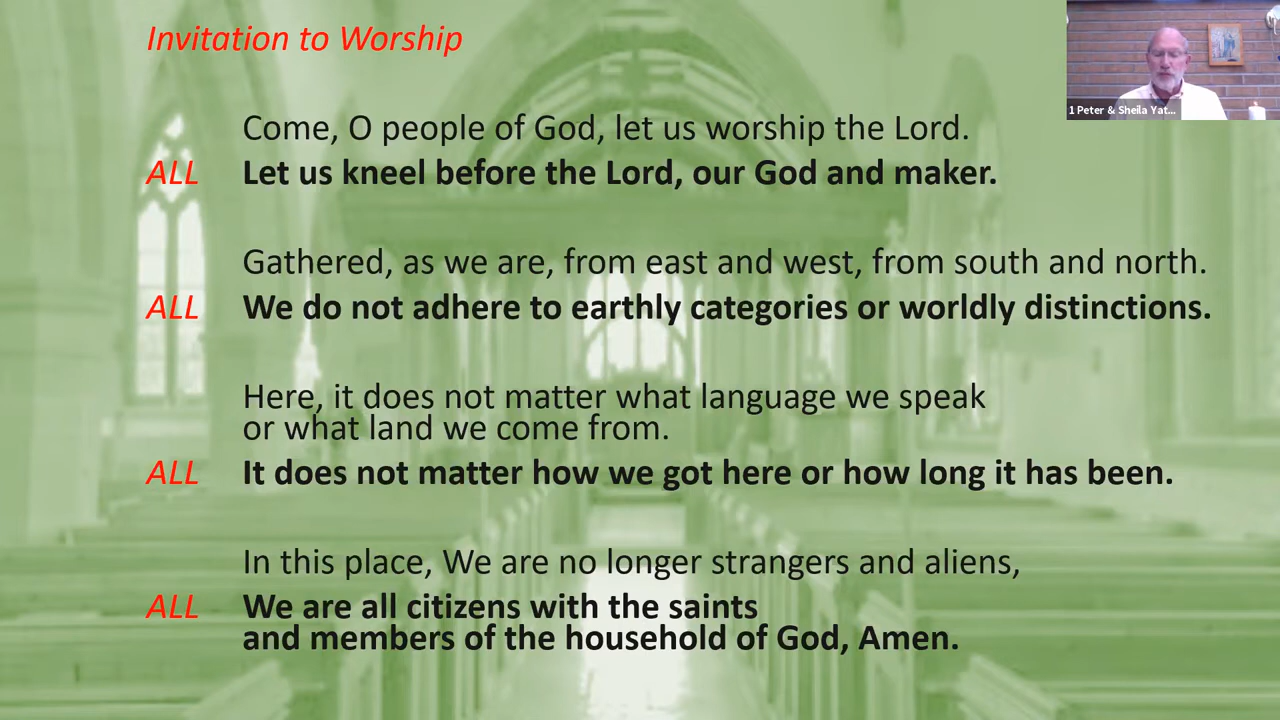 Invitation to Worship
1 Peter & Sheila Yat...
Come, O people of God, let us worship the Lord.
ALL Let us kneel before the Lord, our God and maker.
Gathered, as we are, from east and west, from south and north.
ALL We do not adhere to earthly categories or worldly distinctions.
Here, it does not matter what language we speak
or what land we come from.
ALL It does not matter how we got here or how long it has been.
In this place, We are no longer strangers and aliens,
ALL We are all citizens with the saints
and members of the household of God, Amen.